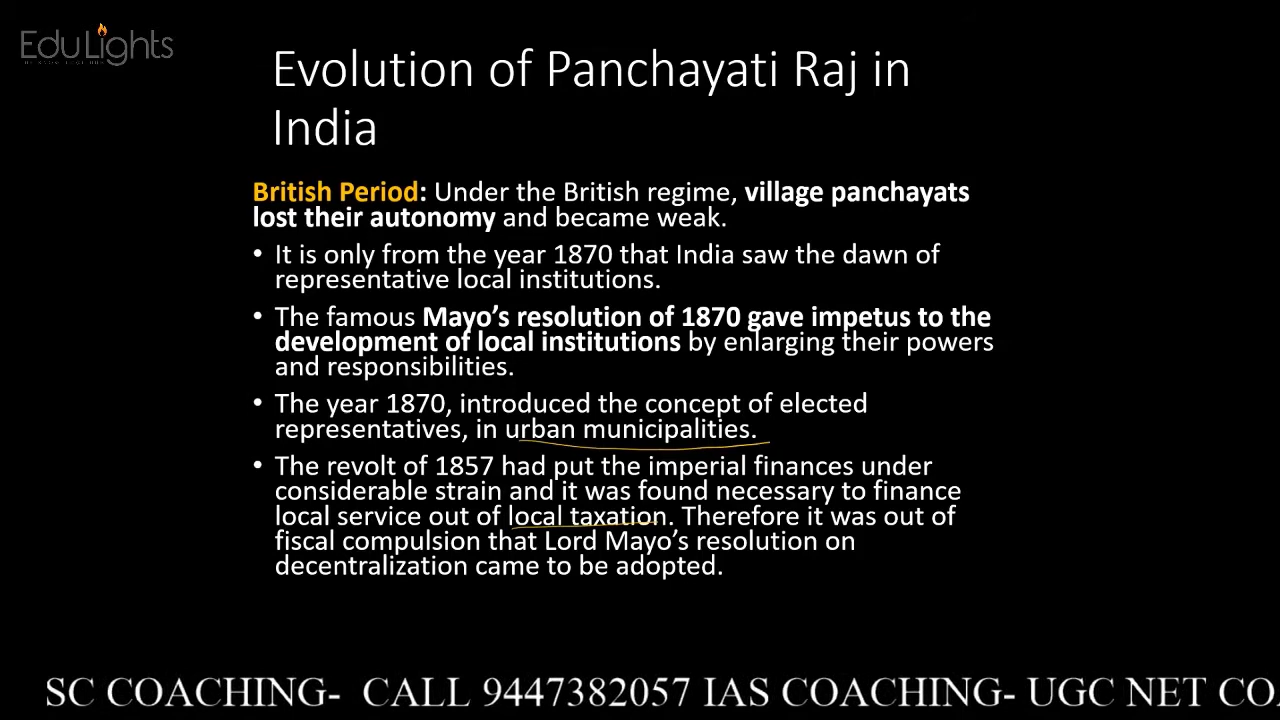 EduLights
Evolution of Panchayati Raj in
India
British Period: Under the British regime, village panchayats
lost their autonomy and became weak.
• It is only from the year 1870 that India saw the dawn of
representative local institutions.
• The famous Mayo’s resolution of 1870 gave impetus to the
development of local institutions by enlarging their powers
and responsibilities.
• The year 1870, introduced the concept of elected
representatives, in urban municipalities.
• The revolt of 1857 had put the imperial finances under
considerable strain and it was found necessary to finance
local service out of local taxation. Therefore it was out of
fiscal compulsion that Lord Mayo’s resolution on
decentralization came to be adopted.
SC COACHING- CALL 9447382057 IAS COACHING- UGC NET CO